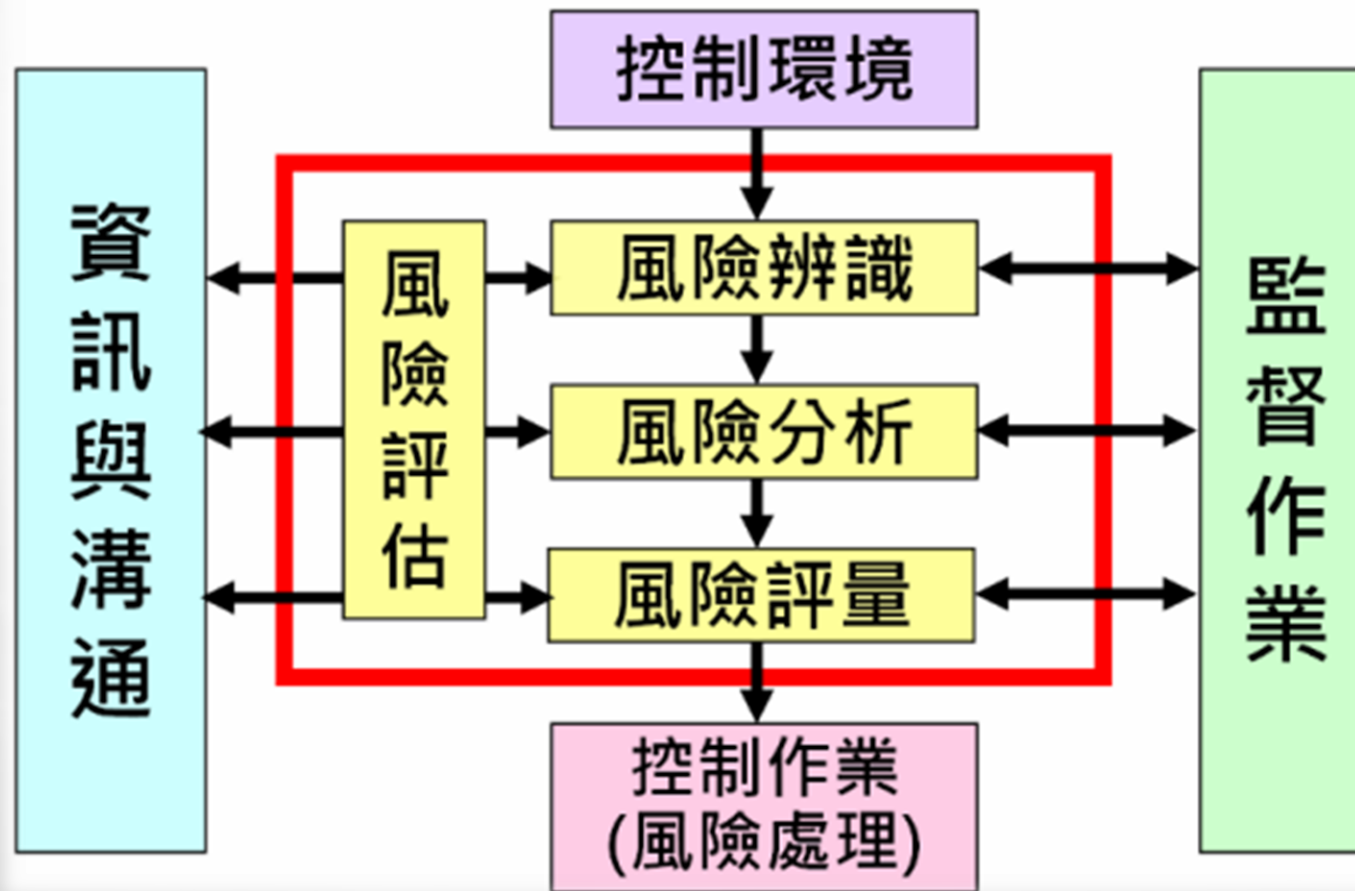 控制環境
資訊與溝通
風險評估
風險辨識
風險分析
風險評量
監督作業
控制作業
(風險處理)